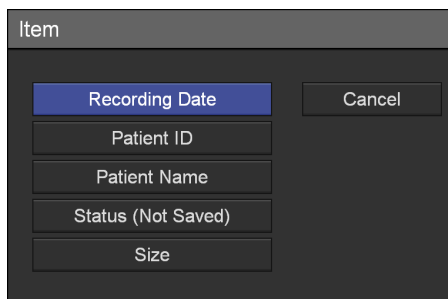 Item
Recording Date
Cancel
Patient ID
Patient Name
Status (Not Saved)
Size